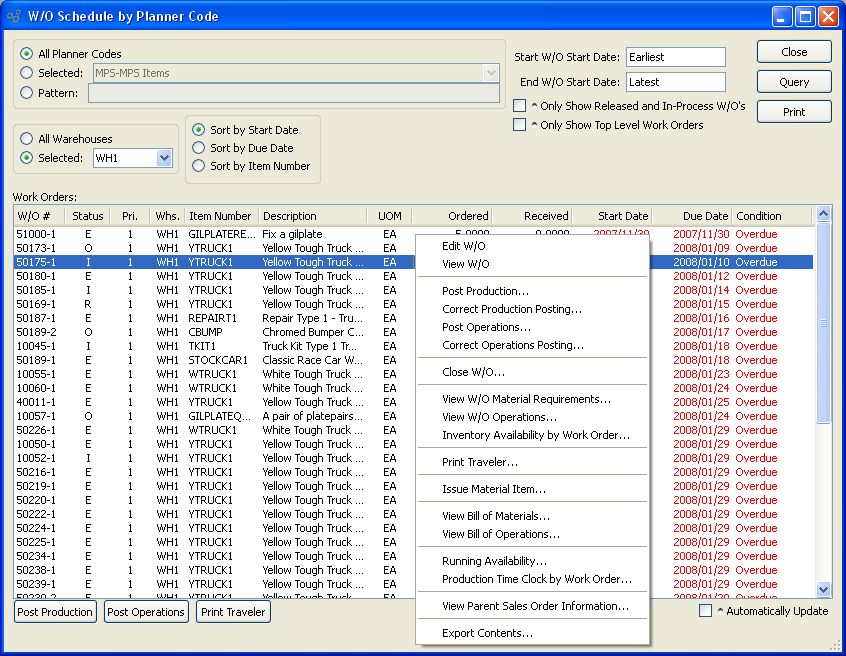 W/O Schedule by Planner Code
All Planner Codes
Selected: MPS-MPS Items
Pattern:
Start W/O Start Date: Earliest
End W/O Start Date: Latest
^ Only Show Released and In-Process W/O's
^ Only Show Top Level Work Orders
Close
Query
Print
All Warehouses
Selected: WH1
Sort by Start Date
Sort by Due Date
Sort by Item Number
Work Orders:
W/O # Status Pri. Whs. Item Number Description UOM Ordered Received Start Date Due Date Condition
51000-1 E 1 WH1 GILPLATERE... Fix a gilplate EA 5.0000 0.0000 2007/11/30 2007/11/30 Overdue
50173-1 O 1 WH1 YTRUCK1 Yellow Tough Truck ... EA 2008/01/09 Overdue
50175-1 I 1 WH1 YTRUCK1 Yellow Tough Truck ... EA 2008/01/10 Overdue
50180-1 E 1 WH1 YTRUCK1 Yellow Tough Truck ... EA 2008/01/12 Overdue
50185-1 I 1 WH1 YTRUCK1 Yellow Tough Truck ... EA 2008/01/14 Overdue
50169-1 R 1 WH1 YTRUCK1 Yellow Tough Truck ... EA 2008/01/15 Overdue
50187-1 E 1 WH1 REPAIRT1 Repair Type 1 - Tru... EA 2008/01/16 Overdue
50189-2 O 1 WH1 CBUMP Chromed Bumper C... EA 2008/01/17 Overdue
10045-1 I 1 WH1 TKIT1 Truck Kit Type 1 Tr... EA 2008/01/18 Overdue
50189-1 E 1 WH1 STOCKCAR1 Classic Race Car W... EA 2008/01/18 Overdue
10055-1 E 1 WH1 WTRUCK1 White Tough Truck ... EA 2008/01/23 Overdue
10060-1 E 1 WH1 WTRUCK1 White Tough Truck ... EA 2008/01/24 Overdue
40011-1 E 1 WH1 YTRUCK1 Yellow Tough Truck ... EA 2008/01/25 Overdue
10057-1 O 1 WH1 GILPLATEQ... A pair of platepairs... EA 2008/01/24 Overdue
50226-1 E 1 WH1 WTRUCK1 White Tough Truck ... EA 2008/01/29 Overdue
10050-1 E 1 WH1 YTRUCK1 Yellow Tough Truck ... EA 2008/01/29 Overdue
10052-1 I 1 WH1 YTRUCK1 Yellow Tough Truck ... EA 2008/01/29 Overdue
50216-1 E 1 WH1 YTRUCK1 Yellow Tough Truck ... EA 2008/01/29 Overdue
50219-1 E 1 WH1 YTRUCK1 Yellow Tough Truck ... EA 2008/01/29 Overdue
50220-1 E 1 WH1 YTRUCK1 Yellow Tough Truck ... EA 2008/01/29 Overdue
50222-1 E 1 WH1 YTRUCK1 Yellow Tough Truck ... EA 2008/01/29 Overdue
50224-1 E 1 WH1 YTRUCK1 Yellow Tough Truck ... EA 2008/01/29 Overdue
50225-1 E 1 WH1 YTRUCK1 Yellow Tough Truck ... EA 2008/01/29 Overdue
50234-1 E 1 WH1 YTRUCK1 Yellow Tough Truck ... EA 2008/01/29 Overdue
50238-1 E 1 WH1 YTRUCK1 Yellow Tough Truck ... EA 2008/01/29 Overdue
50239-1 E 1 WH1 YTRUCK1 Yellow Tough Truck ... EA 2008/01/29 Overdue
Edit W/O
View W/O
Post Production...
Correct Production Posting...
Post Operations...
Correct Operations Posting...
Close W/O...
View W/O Material Requirements...
View W/O Operations...
Inventory Availability by Work Order...
Print Traveler...
Issue Material Item...
View Bill of Materials...
View Bill of Operations...
Running Availability...
Production Time Clock by Work Order...
View Parent Sales Order Information...
Export Contents...
Post Production
Post Operations
Print Traveler
^ Automatically Update